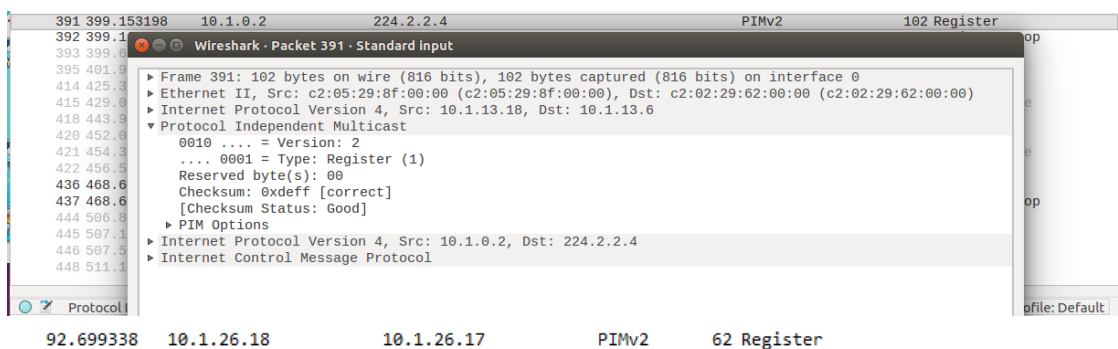 391 399.153198 10.1.0.2 224.2.2.4 PIMv2 102 Register
392 399.1 op
Wireshark · Packet 391 · Standard input
393 399.6
Frame 391: 102 bytes on wire (816 bits), 102 bytes captured (816 bits) on interface 0
395 401.9
Ethernet II, Src: c2:05:29:8f:00:00 (c2:05:29:8f:00:00), Dst: c2:02:29:62:00:00 (c2:02:29:62:00:00)
414 425.3
Internet Protocol Version 4, Src: 10.1.13.18, Dst: 10.1.13.6
415 429.0 e
Protocol Independent Multicast
418 443.9
0010 .... = Version: 2
420 452.0
.... 0001 = Type: Register (1)
421 454.3 e
Reserved byte(s): 00
422 456.5
Checksum: 0xdeff [correct]
436 468.6
[Checksum Status: Good]
437 468.6 op
PIM Options
444 506.8
Internet Protocol Version 4, Src: 10.1.0.2, Dst: 224.2.2.4
445 507.1
Internet Control Message Protocol
446 507.5
448 511.1
Protocol ofile: Default
92.699338 10.1.26.18 10.1.26.17 PIMv2 62 Register